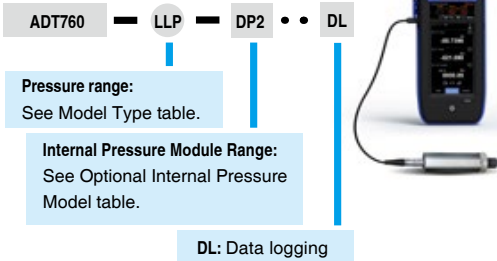 ADT760 — LLP — DP2 • • DL
Pressure range:
See Model Type table.
Internal Pressure Module Range:
See Optional Internal Pressure
Model table.
DL: Data logging